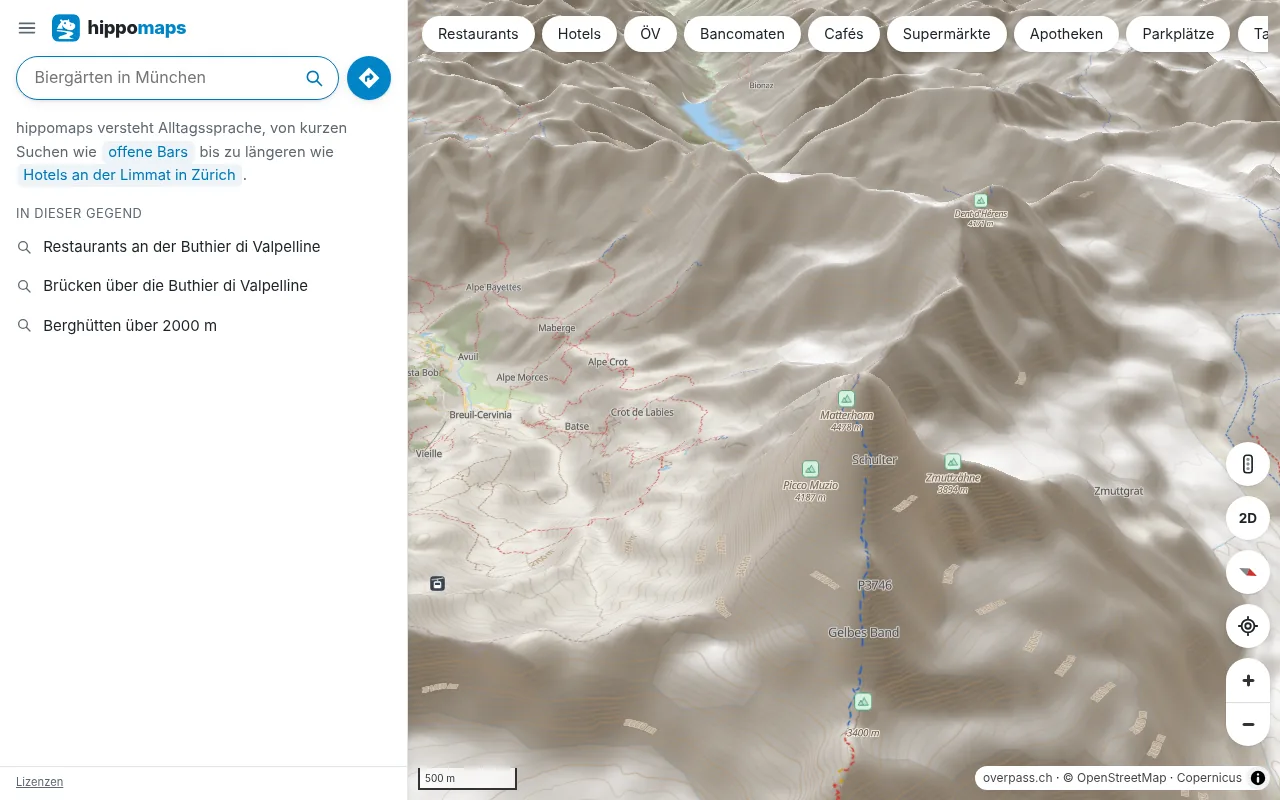 hippomaps
Biergärten in München
hippomaps versteht Alltagssprache, von kurzen
Suchen wie offene Bars bis zu längeren wie
Hotels an der Limmat in Zürich.
IN DIESER GEGEND
Restaurants an der Buthier di Valpelline
Brücken über die Buthier di Valpelline
Berghütten über 2000 m
Lizenzen
Restaurants
Hotels
ÖV
Bancomaten
Cafés
Supermärkte
Apotheken
Parkplätze
Ta
Bionaz
Dent d'Hérens
4171 m
Alpe Bayettes
Maberge
Avuil
Alpe Crot
sta Bob
Alpe Morces
Breuil-Cervinia
Crot de Labies
Batse
Vieille
Matterhorn
4478 m
Schulter
Picco Muzio
4187 m
Zmuttzähne
3894 m
Zmuttgrat
P3746
Gelbes Band
3400 m
2D
500 m
overpass.ch · © OpenStreetMap · Copernicus